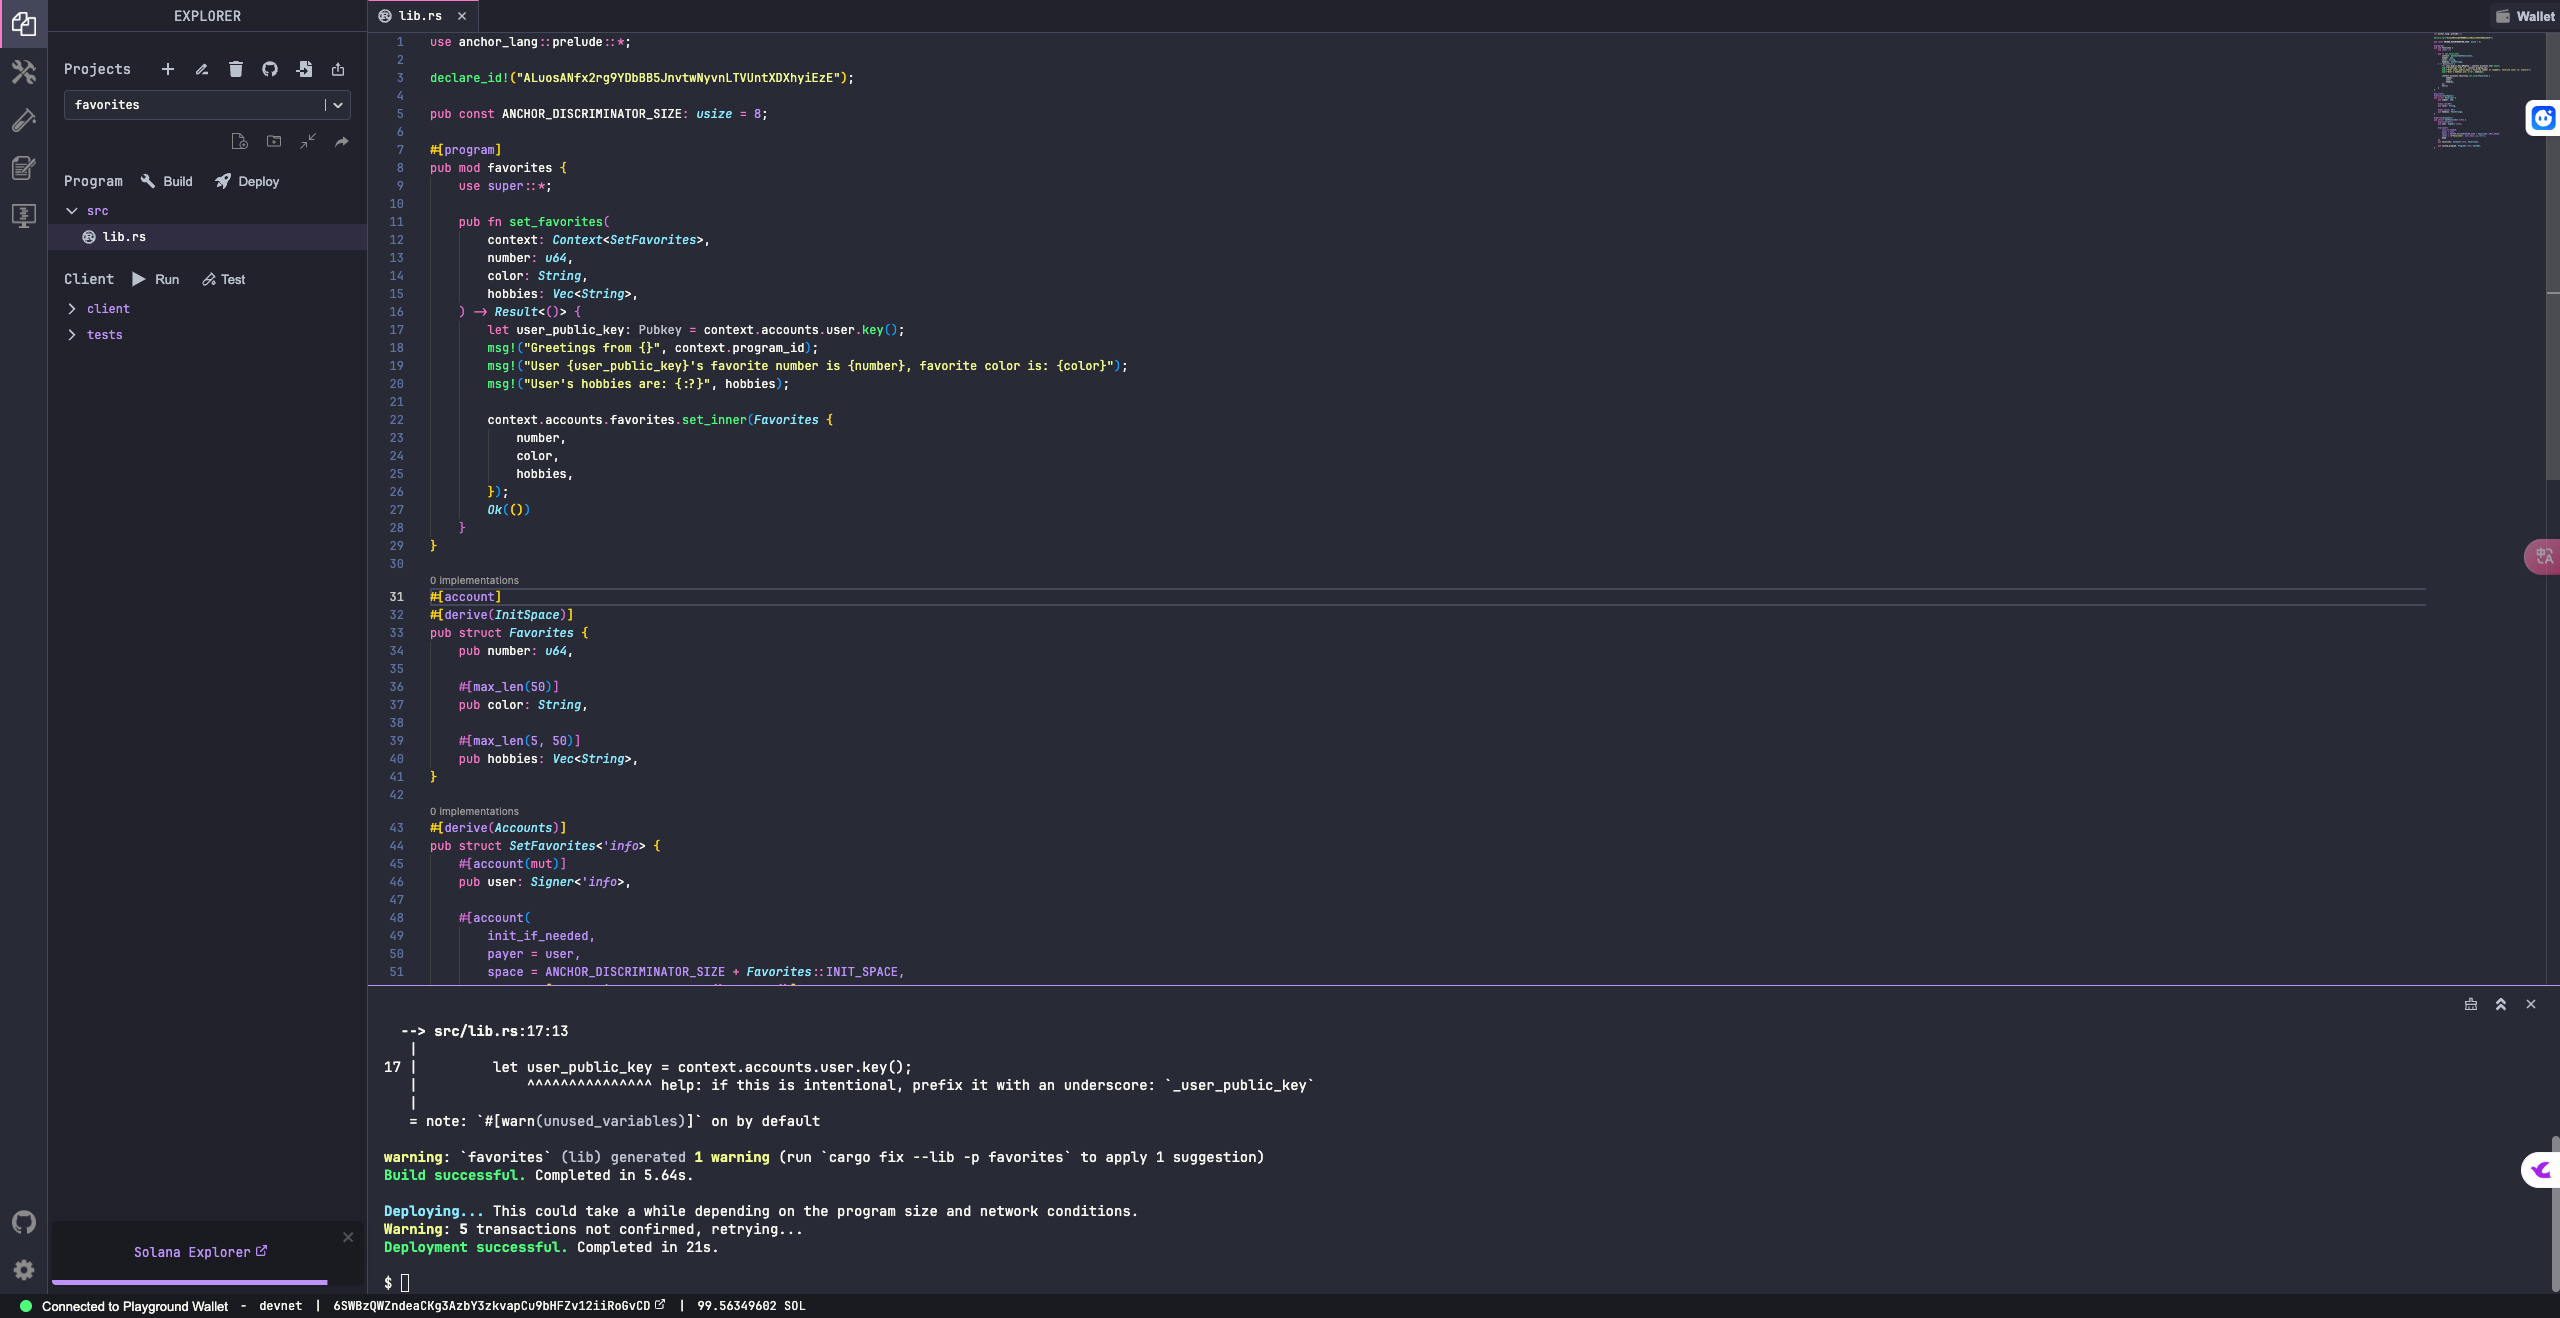 EXPLORER
Projects
favorites
Program Build Deploy
src
lib.rs
Client Run Test
client
tests
Solana Explorer
lib.rs
Wallet
1 use anchor_lang::prelude::*;
2
3 declare_id!("ALuosANfx2rg9YDbBB5JnvtwNyvnLTVUntXDXhyiEzE");
4
5 pub const ANCHOR_DISCRIMINATOR_SIZE: usize = 8;
6
7 #[program]
8 pub mod favorites {
9 use super::*;
10
11 pub fn set_favorites(
12 context: Context<SetFavorites>,
13 number: u64,
14 color: String,
15 hobbies: Vec<String>,
16 ) -> Result<()> {
17 let user_public_key: Pubkey = context.accounts.user.key();
18 msg!("Greetings from {}", context.program_id);
19 msg!("User {user_public_key}'s favorite number is {number}, favorite color is: {color}");
20 msg!("User's hobbies are: {:?}", hobbies);
21
22 context.accounts.favorites.set_inner(Favorites {
23 number,
24 color,
25 hobbies,
26 });
27 Ok(())
28 }
29 }
30
0 implementations
31 #[account]
32 #[derive(InitSpace)]
33 pub struct Favorites {
34 pub number: u64,
35
36 #[max_len(50)]
37 pub color: String,
38
39 #[max_len(5, 50)]
40 pub hobbies: Vec<String>,
41 }
42
0 implementations
43 #[derive(Accounts)]
44 pub struct SetFavorites<'info> {
45 #[account(mut)]
46 pub user: Signer<'info>,
47
48 #[account(
49 init_if_needed,
50 payer = user,
51 space = ANCHOR_DISCRIMINATOR_SIZE + Favorites::INIT_SPACE,
--> src/lib.rs:17:13
|
17 | let user_public_key = context.accounts.user.key();
| ^^^^^^^^^^^^^^^ help: if this is intentional, prefix it with an underscore: `_user_public_key`
|
= note: `#[warn(unused_variables)]` on by default
warning: `favorites` (lib) generated 1 warning (run `cargo fix --lib -p favorites` to apply 1 suggestion)
Build successful. Completed in 5.64s.
Deploying... This could take a while depending on the program size and network conditions.
Warning: 5 transactions not confirmed, retrying...
Deployment successful. Completed in 21s.
$
Connected to Playground Wallet - devnet | 6SWBzQWZndeaCKg3AzbY3zkvapCu9bHFZv12iiRoGvCD | 99.56349602 SOL